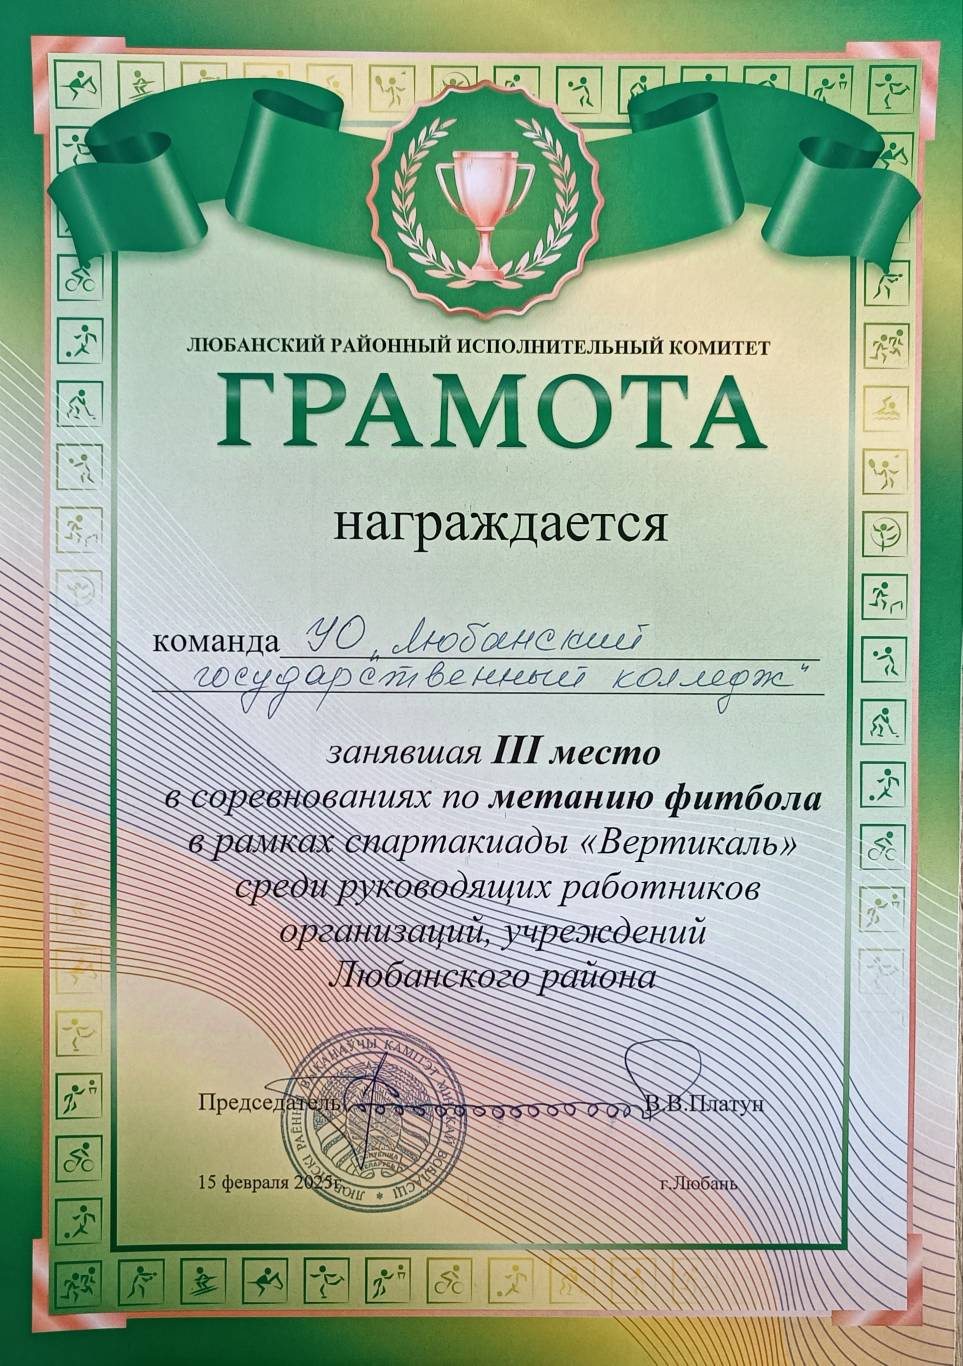 ЛЮБАНСКИЙ РАЙОННЫЙ ИСПОЛНИТЕЛЬНЫЙ КОМИТЕТ
ГРАМОТА
награждается
команда УО „Любанский
государственный колледж“
занявшая III место
в соревнованиях по метанию фитбола
в рамках спартакиады «Вертикаль»
среди руководящих работников
организаций, учреждений
Любанского района
Председатель В.В.Платун
15 февраля 2025г. г.Любань